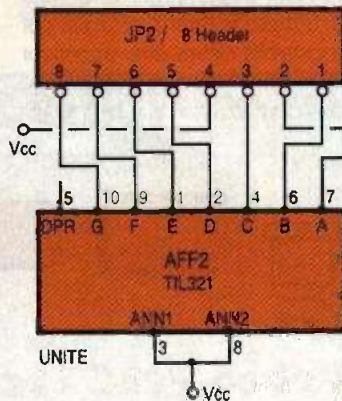 JP2 / 8 Header
8 7 6 5 4 3 2 1
Vcc
5 10 9 1 2 4 6 7
DPR G F E D C B A
AFF2
TIL321
ANN1 ANN2
UNITE 3 8
Vcc